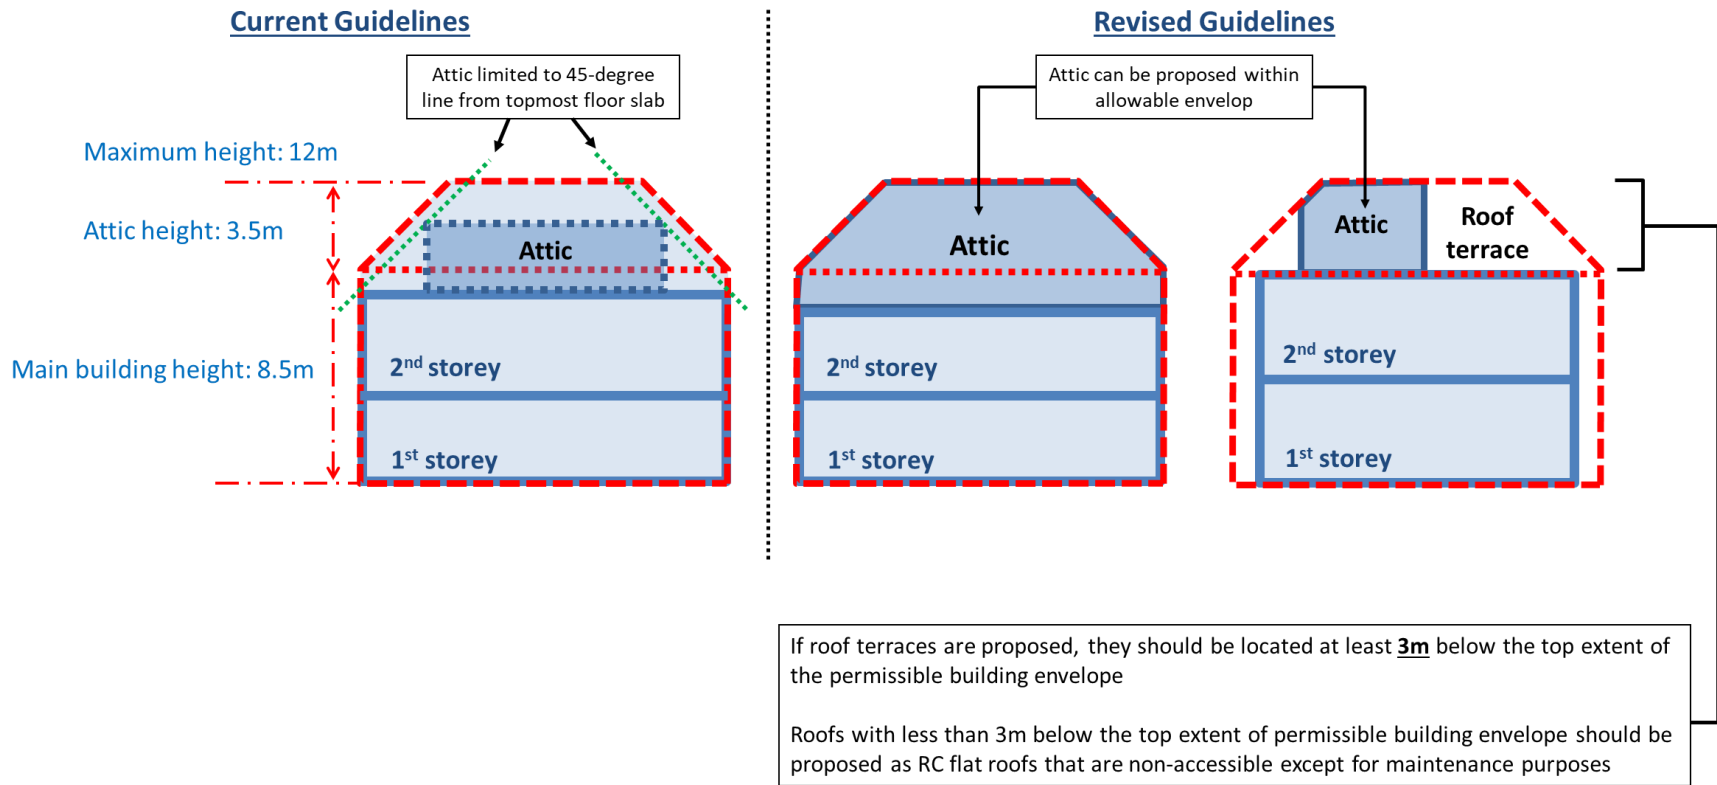 Current Guidelines
Attic limited to 45-degree
line from topmost floor slab
Maximum height: 12m
Attic height: 3.5m
Attic
Main building height: 8.5m
2nd storey
1st storey
Revised Guidelines
Attic can be proposed within
allowable envelop
Attic
2nd storey
1st storey
Attic
Roof
terrace
2nd storey
1st storey
If roof terraces are proposed, they should be located at least 3m below the top extent of
the permissible building envelope
Roofs with less than 3m below the top extent of permissible building envelope should be
proposed as RC flat roofs that are non-accessible except for maintenance purposes